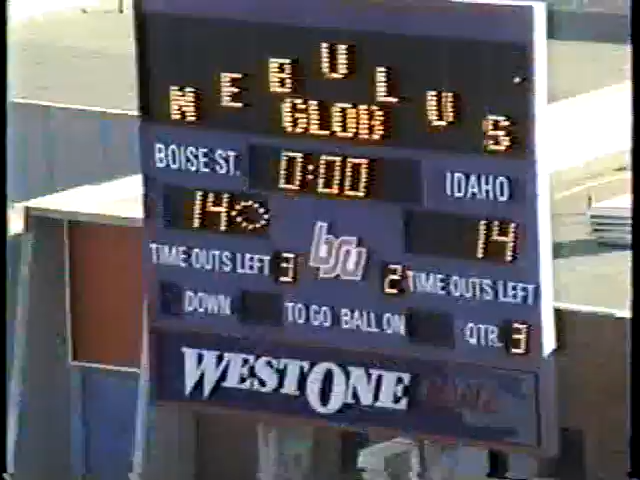 NEBULUS
GLOB
BOISE ST. 0:00 IDAHO
14 bsu 14
TIME OUTS LEFT 3 2 TIME OUTS LEFT
DOWN TO GO BALL ON QTR. 3
WESTONE